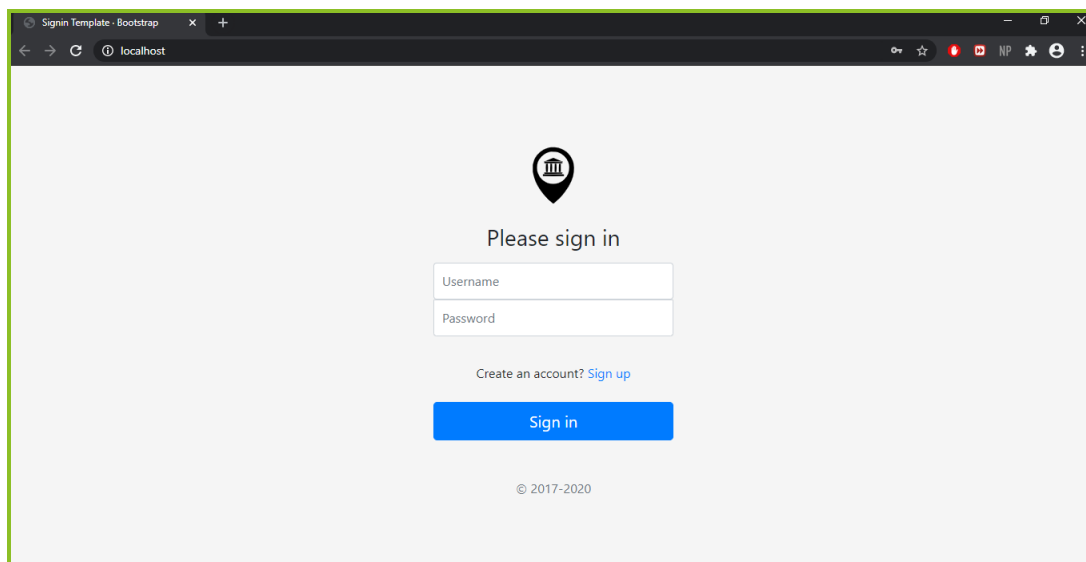 Signin Template · Bootstrap
localhost
NP
Please sign in
Username
Password
Create an account? Sign up
Sign in
© 2017-2020